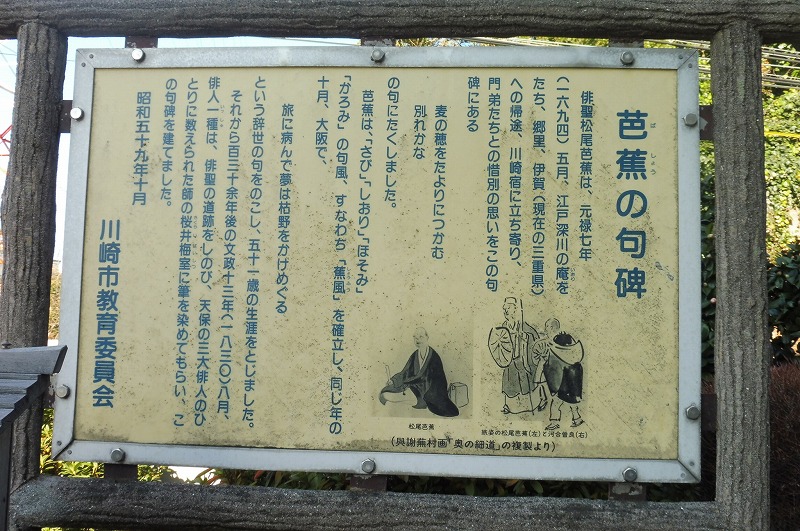 芭蕉の句碑
ば しょう
俳聖松尾芭蕉は、元禄七年
(一六九四)五月、江戸深川の庵を
たち、郷里、伊賀(現在の三重県)
への帰途、川崎宿に立ち寄り、
門弟たちとの惜別の思いをこの句
碑にある
麦の穂をたよりにつかむ
別れかな
の句にたくしました。
芭蕉は、「さび」「しおり」「ほそみ」
「かろみ」の句風、すなわち「蕉風」を確立し、同じ年の
十月、大阪で、
旅に病んで夢は枯野をかけめぐる
という辞世の句をのこし、五十一歳の生涯をとじました。
それから百三十余年後の文政十三年(一八三〇)八月、
俳人一種は、俳聖の道跡をしのび、天保の三大俳人のひ
とりに数えられた師の桜井梅室に筆を染めてもらい、こ
の句碑を建てました。
昭和五十九年十月
川崎市教育委員会
松尾芭蕉
旅姿の松尾芭蕉(左)と河合曽良(右)
(與謝蕪村画「奥の細道」の複製より)